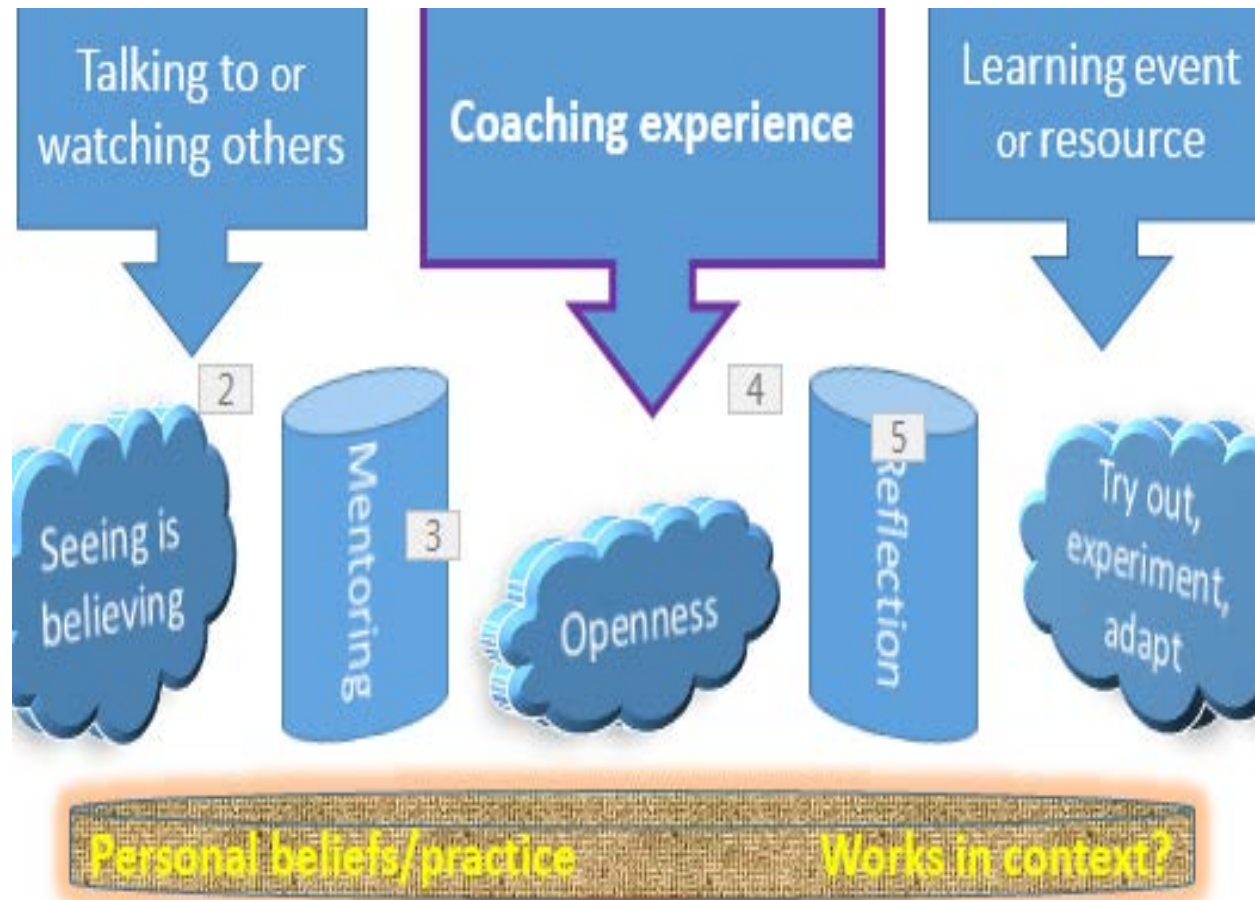 Talking to or
watching others
Coaching experience
Learning event
or resource
2
4
5
3
Seeing is
believing
Mentoring
Openness
Reflection
Try out,
experiment,
adapt
Personal beliefs/practice
Works in context?